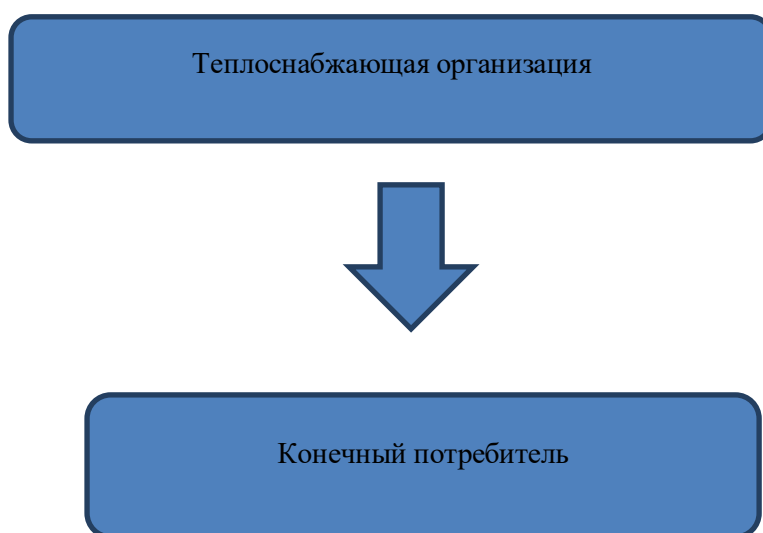 Теплоснабжающая организация
Конечный потребитель